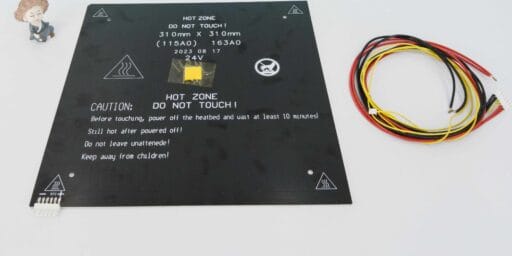 HOT ZONE
DO NOT TOUCH!
310mm X 310mm
(115A0) 163A0
2023 08 17
24V
HOT ZONE
CAUTION: DO NOT TOUCH!
Before touching, power off the heatbed and wait at least 10 minutes!
Still hot after powered off!
Do not leave unattenede!
Keep away from children!